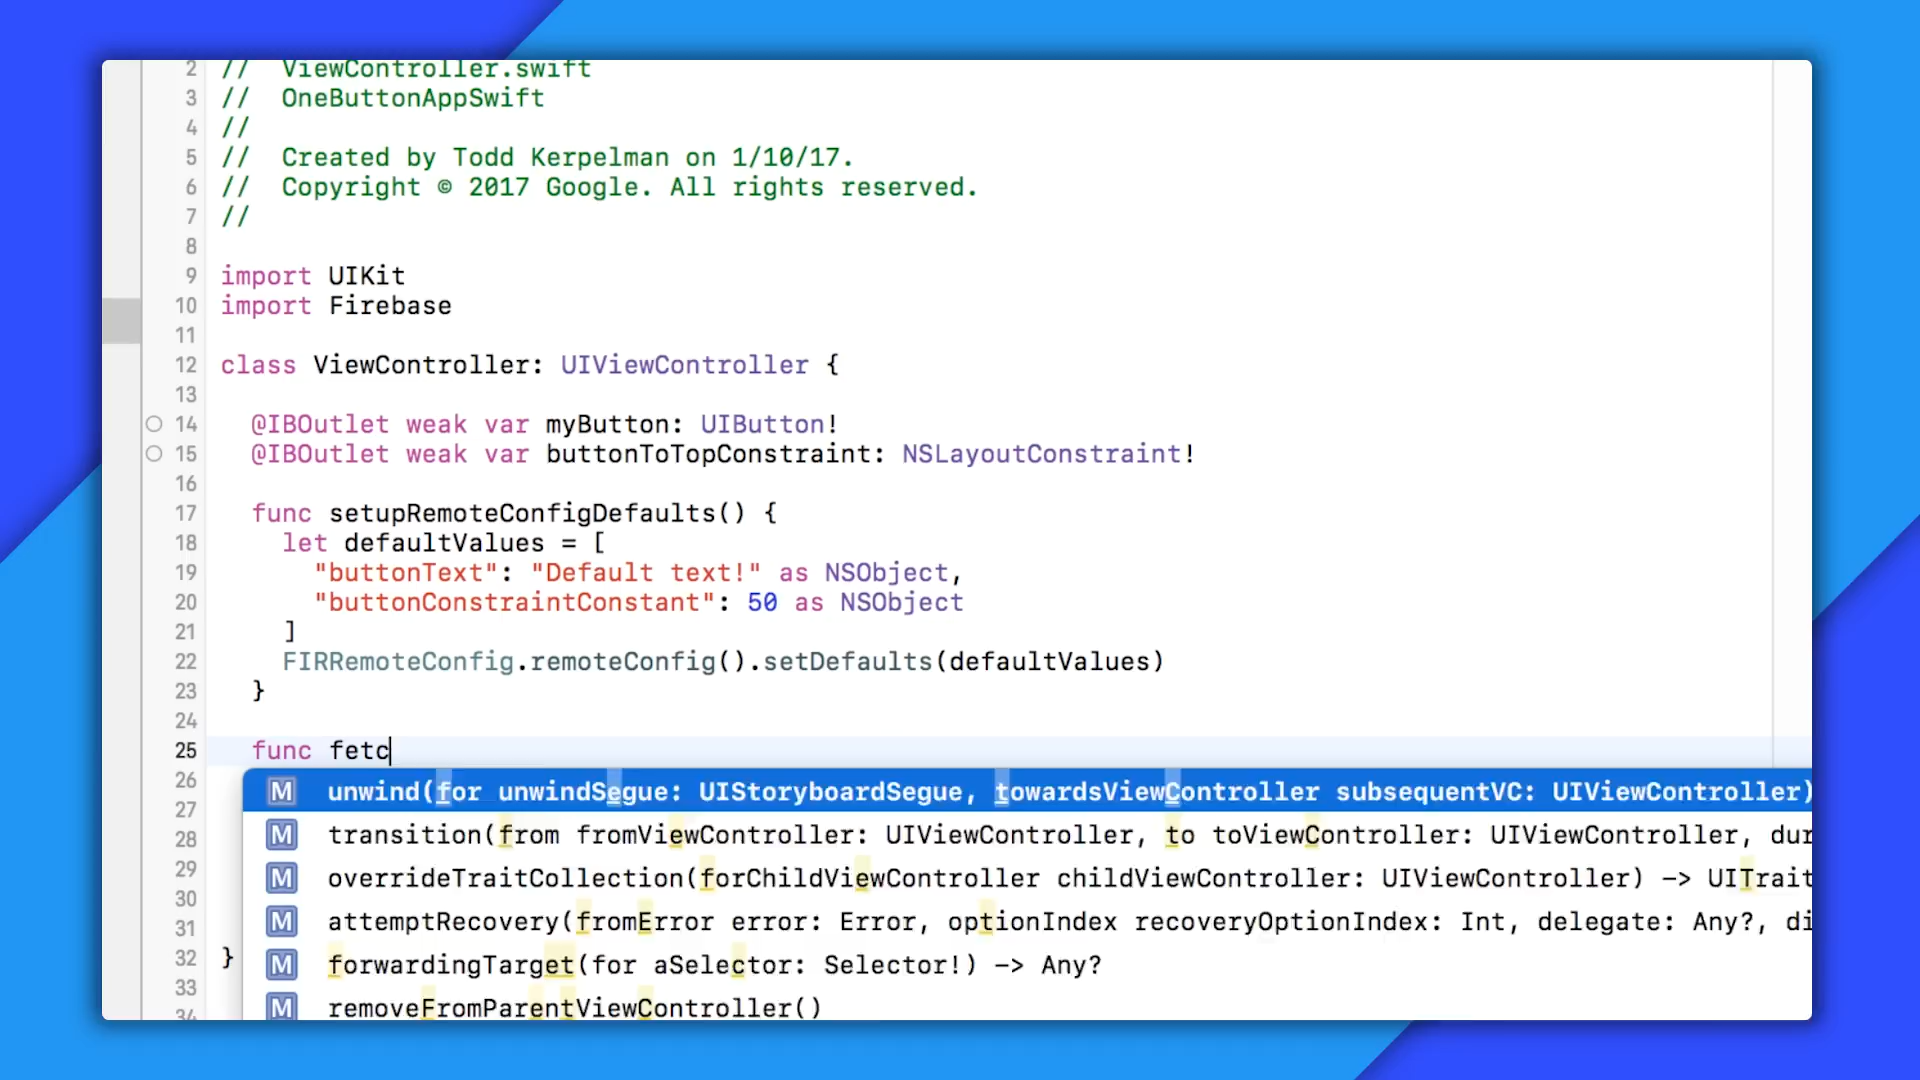 2 //  ViewController.swift
3 //  OneButtonAppSwift
4 //
5 //  Created by Todd Kerpelman on 1/10/17.
6 //  Copyright © 2017 Google. All rights reserved.
7 //
8
9 import UIKit
10 import Firebase
11
12 class ViewController: UIViewController {
13
14   @IBOutlet weak var myButton: UIButton!
15   @IBOutlet weak var buttonToTopConstraint: NSLayoutConstraint!
16
17   func setupRemoteConfigDefaults() {
18     let defaultValues = [
19       "buttonText": "Default text!" as NSObject,
20       "buttonConstraintConstant": 50 as NSObject
21     ]
22     FIRRemoteConfig.remoteConfig().setDefaults(defaultValues)
23   }
24
25   func fetc
26 M unwind(for unwindSegue: UIStoryboardSegue, towardsViewController subsequentVC: UIViewController)
27
28 M transition(from fromViewController: UIViewController, to toViewController: UIViewController, dur
29 M overrideTraitCollection(forChildViewController childViewController: UIViewController) -> UITrait
30
31 M attemptRecovery(fromError error: Error, optionIndex recoveryOptionIndex: Int, delegate: Any?, di
32 } M forwardingTarget(for aSelector: Selector!) -> Any?
33
34 M removeFromParentViewController()